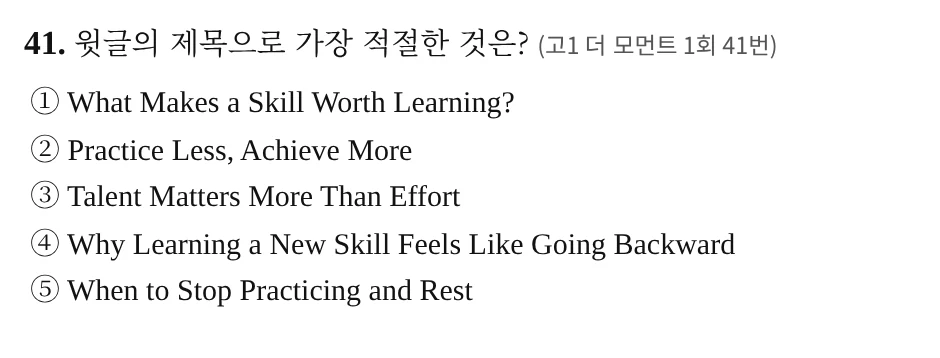 41. 윗글의 제목으로 가장 적절한 것은? (고1 더 모먼트 1회 41번)
① What Makes a Skill Worth Learning?
② Practice Less, Achieve More
③ Talent Matters More Than Effort
④ Why Learning a New Skill Feels Like Going Backward
⑤ When to Stop Practicing and Rest